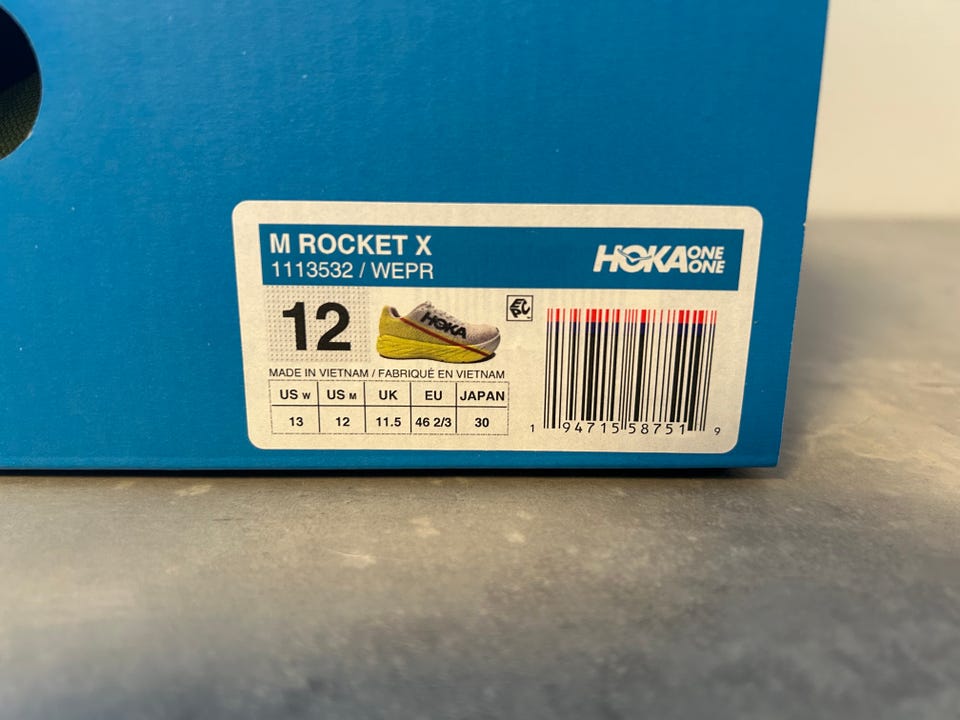 M ROCKET X
1113532 / WEPR
HOKA ONE ONE
12
HOKA
MADE IN VIETNAM / FABRIQUÉ EN VIETNAM
US W US M UK EU JAPAN
13 12 11.5 46 2/3 30
1 94715 58751 9